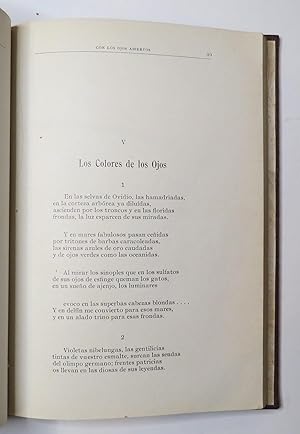 CON LOS OJOS ABIERTOS
V
Los Colores de los Ojos
1
En las selvas de Ovidio, las hamadriadas,
en la corteza arbórea ya diluídas,
ascienden por los troncos y en las floridas
frondas, la luz esparcen de sus miradas.
Y en mares fabulosos pasan ceñidas
por tritones de barbas caracoleadas,
las sirenas azules de oro caudadas
y de ojos verdes como las oceanidas.
Al mirar los sinoples que en los sulfatos
de sus ojos de esfinge queman los gatos,
en un sueño de ajenjo, los luminares
evoco en las superbas cabezas blondas....
Y en delfin me convierto para esos mares,
y en un alado trino para esas frondas.
2
Violetas nibelungas, las gentilicias
tintas de vuestro esmalte, surcan las sendas
del olimpo germano; frentes patricias
os llevan en las diosas de sus leyendas.